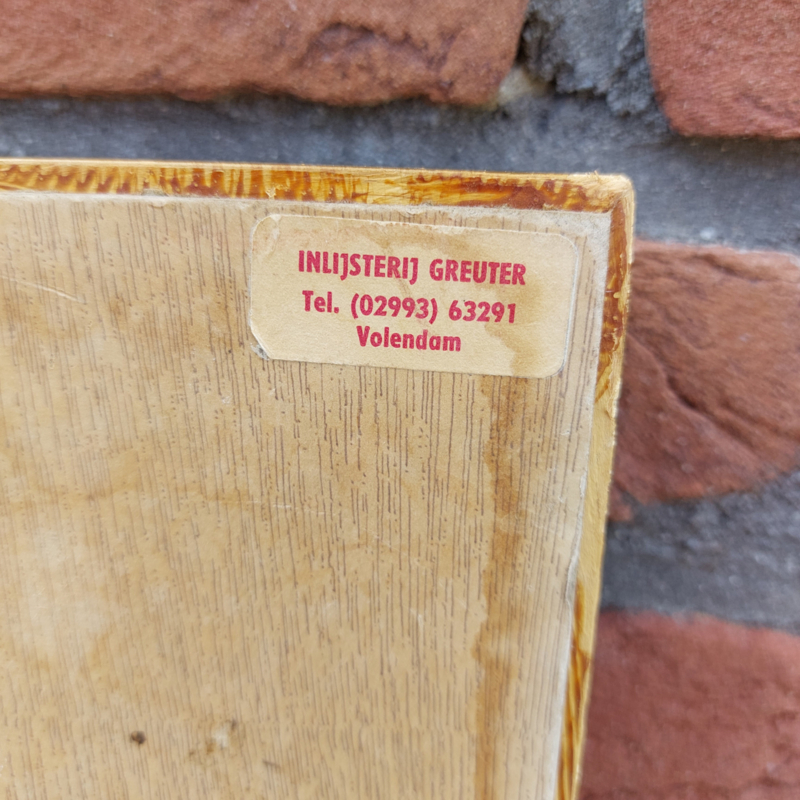 INLIJSTERIJ GREUTER
Tel. (02993) 63291
Volendam